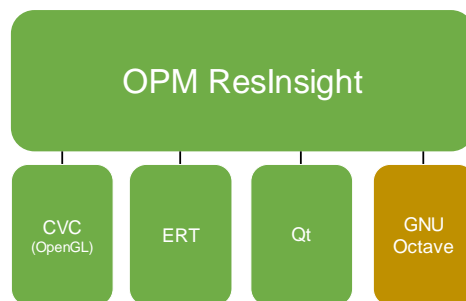 OPM ResInsight
CVC
(OpenGL)
ERT
Qt
GNU
Octave